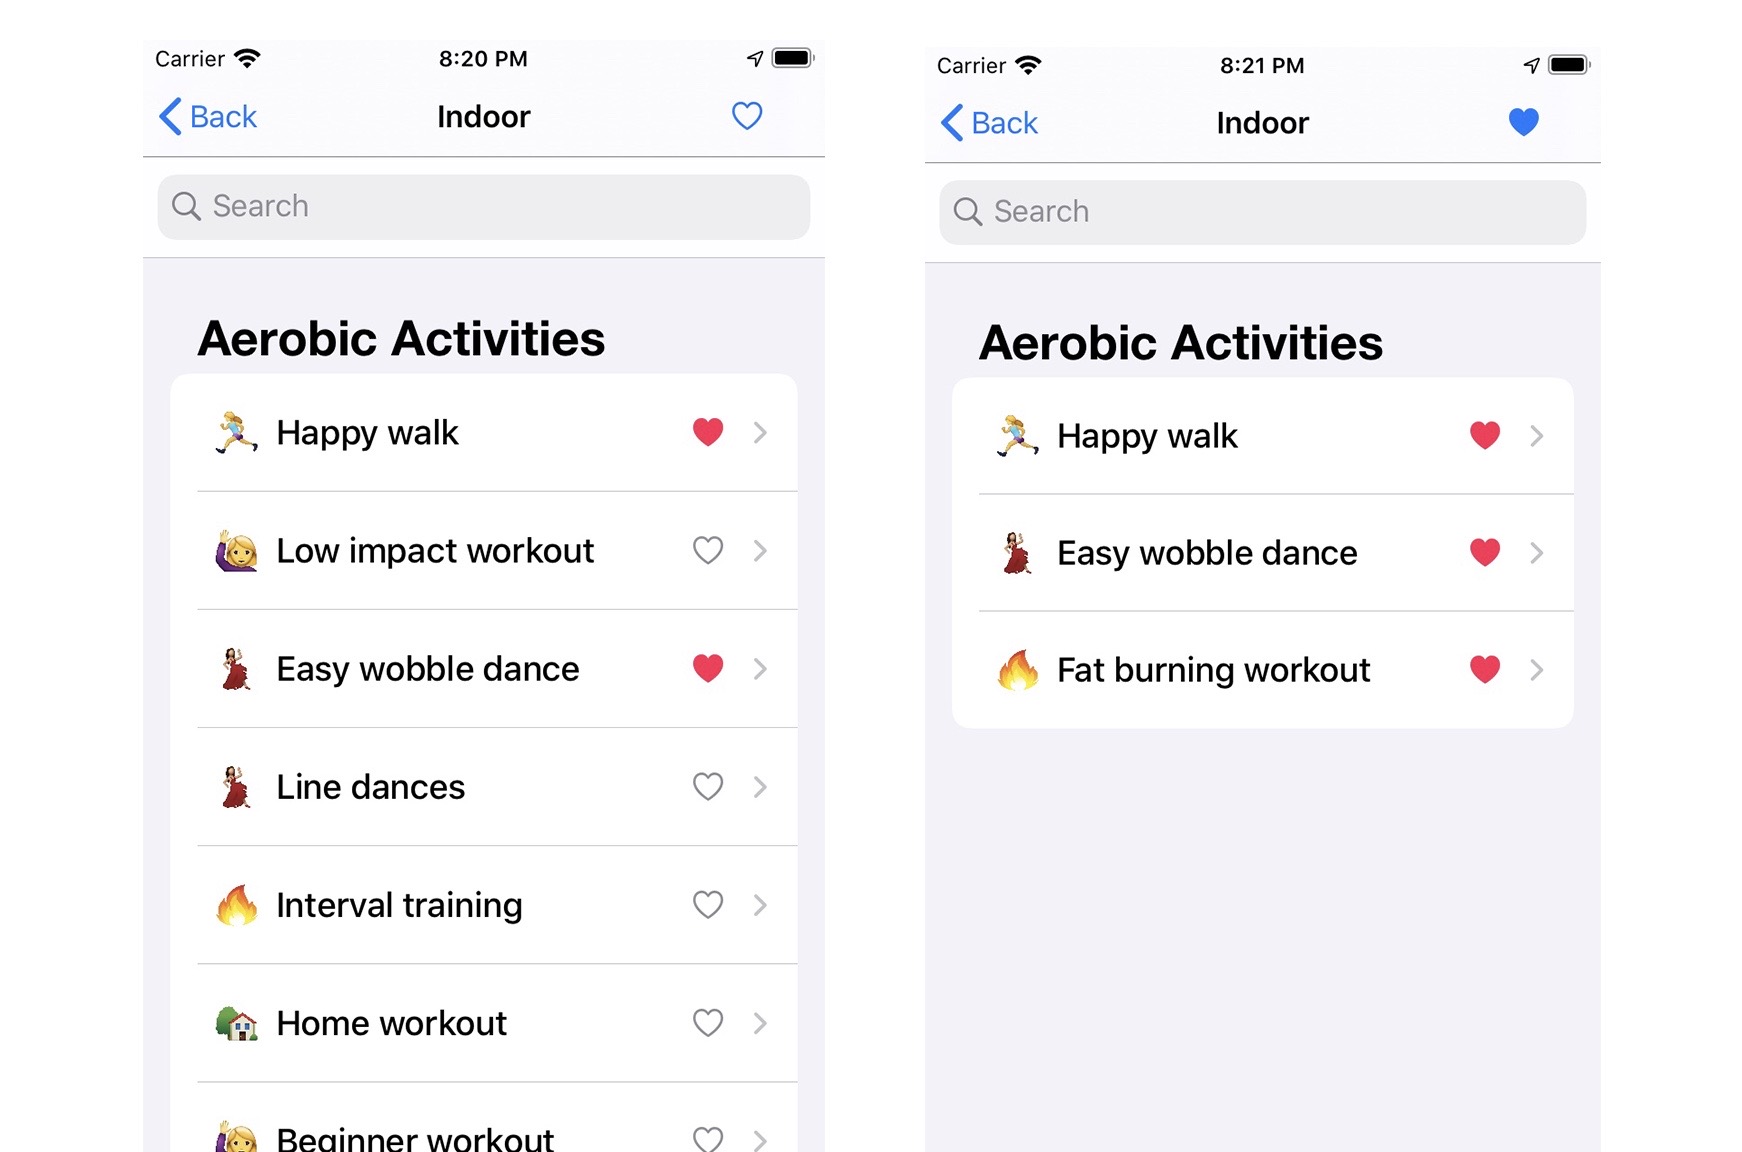 Carrier 8:20 PM
Back Indoor
Search
Aerobic Activities
Happy walk
Low impact workout
Easy wobble dance
Line dances
Interval training
Home workout
Beginner workout
Carrier 8:21 PM
Back Indoor
Search
Aerobic Activities
Happy walk
Easy wobble dance
Fat burning workout